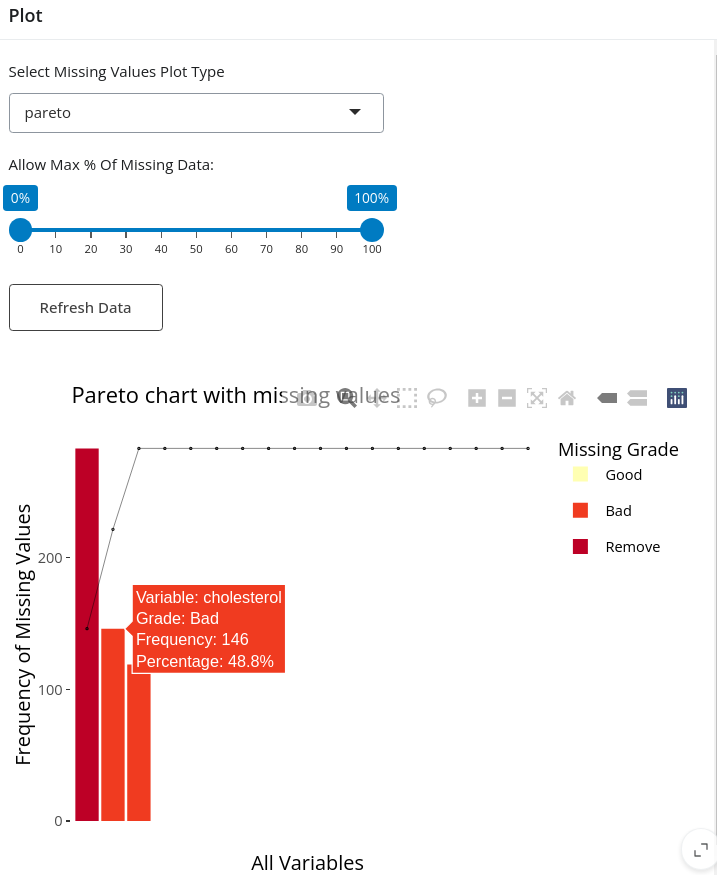 Plot
Select Missing Values Plot Type
pareto
Allow Max % Of Missing Data:
0% 100%
0 10 20 30 40 50 60 70 80 90 100
Refresh Data
Pareto chart with missing values
Missing Grade
Good
Bad
Remove
Frequency of Missing Values
200
100
0
Variable: cholesterol
Grade: Bad
Frequency: 146
Percentage: 48.8%
All Variables